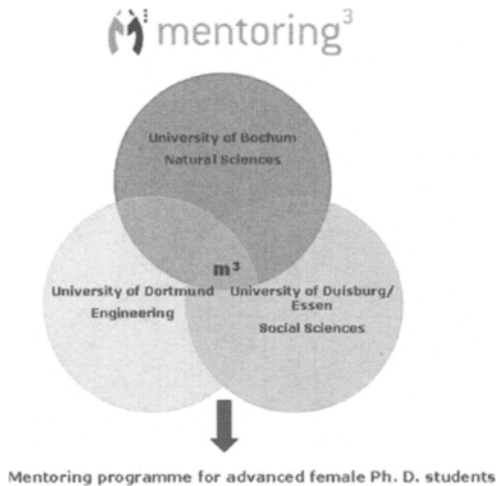 mentoring³
University of Bochum
Natural Sciences
m³
University of Dortmund
Engineering
University of Duisburg/
Essen
Social Sciences
Mentoring programme for advanced female Ph. D. students